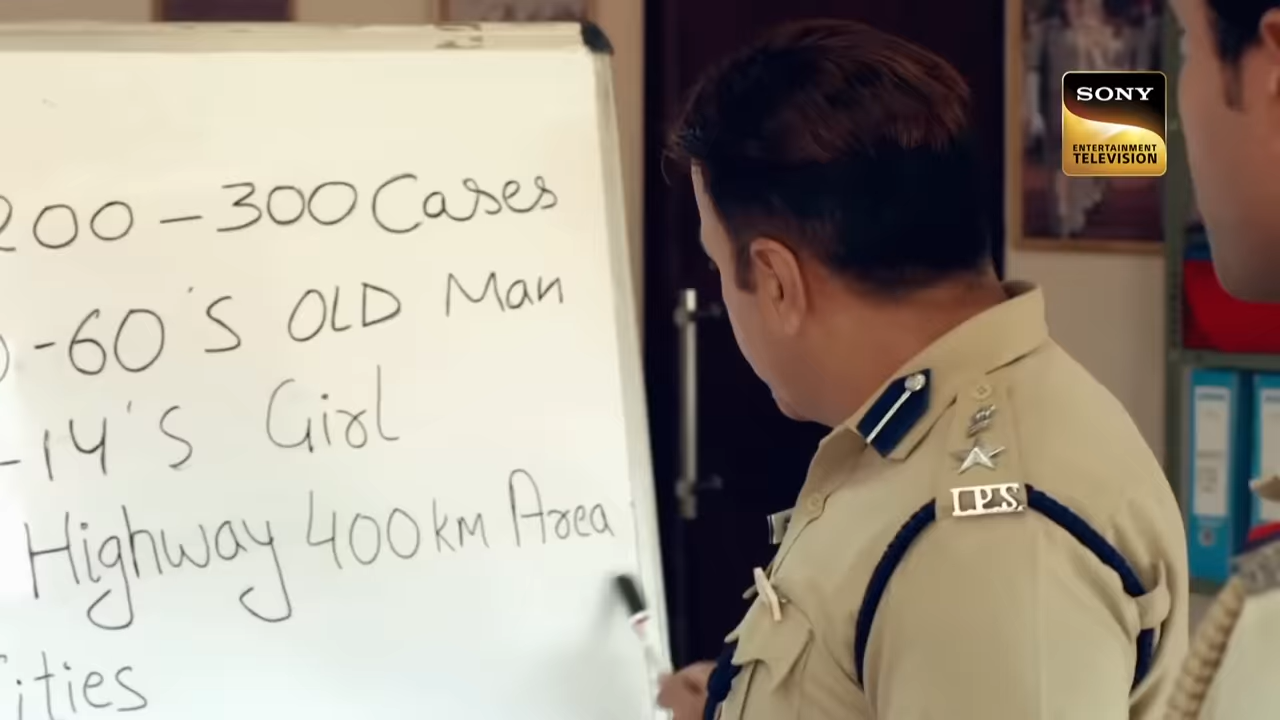 200 - 300 Cases
-60'S OLD Man
-14'S Girl
Highway 400km Area
ities
SONY
ENTERTAINMENT
TELEVISION
I.P.S.